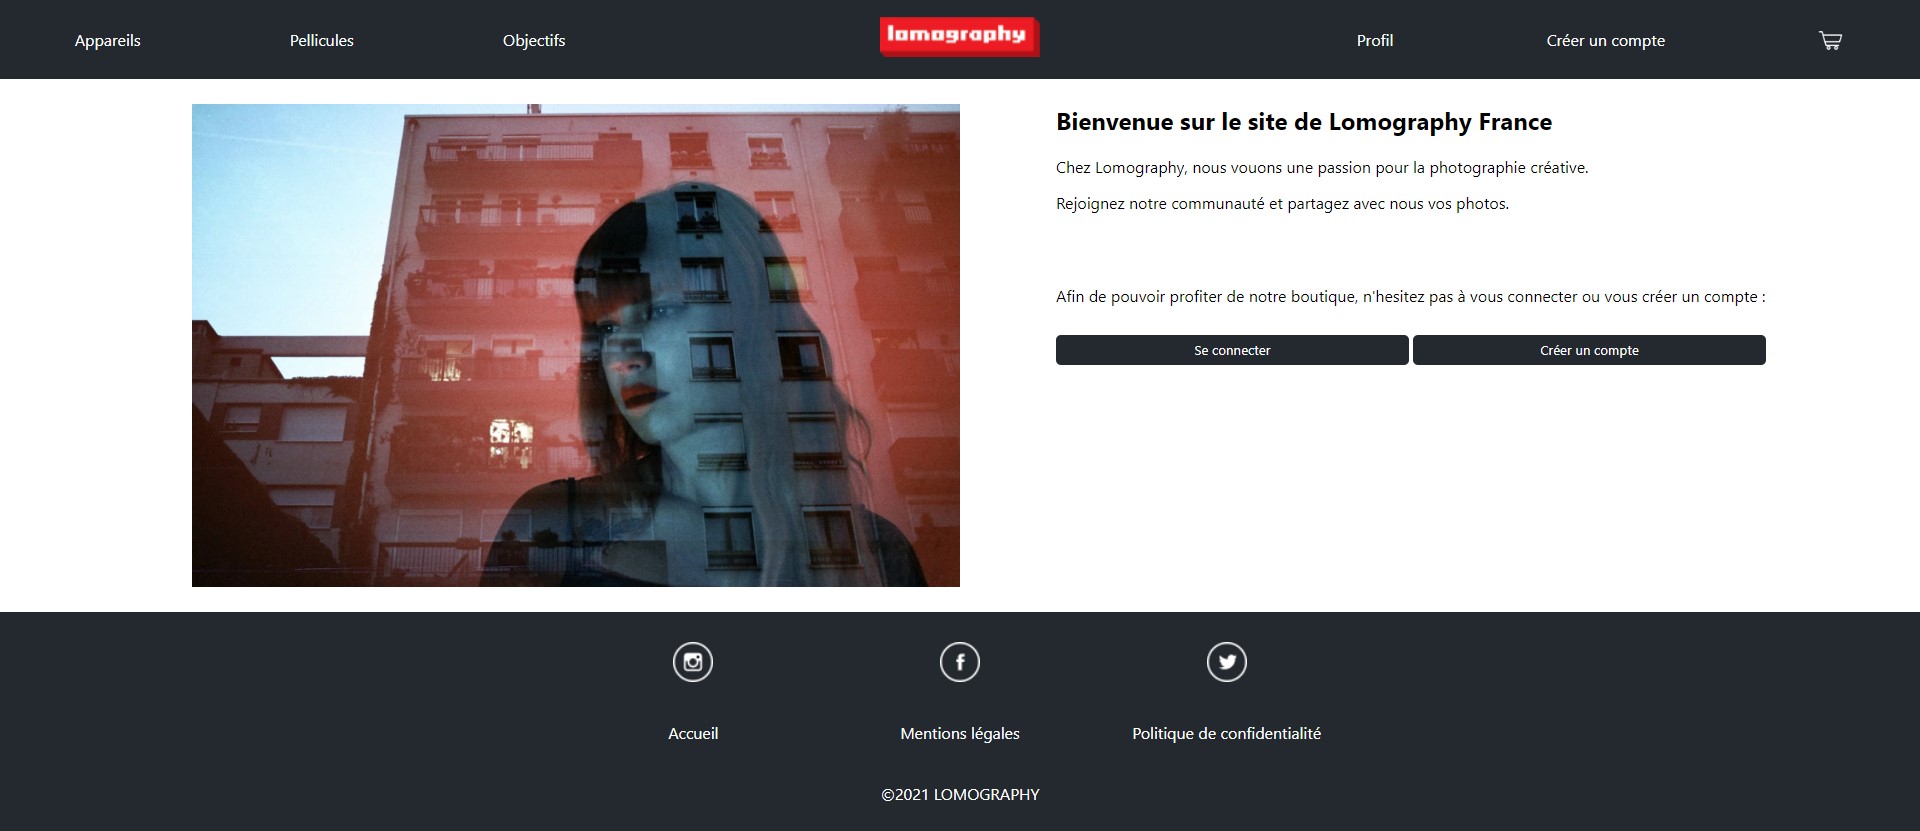 Appareils
Pellicules
Objectifs
lomography
Profil
Créer un compte
Bienvenue sur le site de Lomography France
Chez Lomography, nous vouons une passion pour la photographie créative.
Rejoignez notre communauté et partagez avec nous vos photos.
Afin de pouvoir profiter de notre boutique, n'hesitez pas à vous connecter ou vous créer un compte :
Se connecter
Créer un compte
Accueil
Mentions légales
Politique de confidentialité
©2021 LOMOGRAPHY